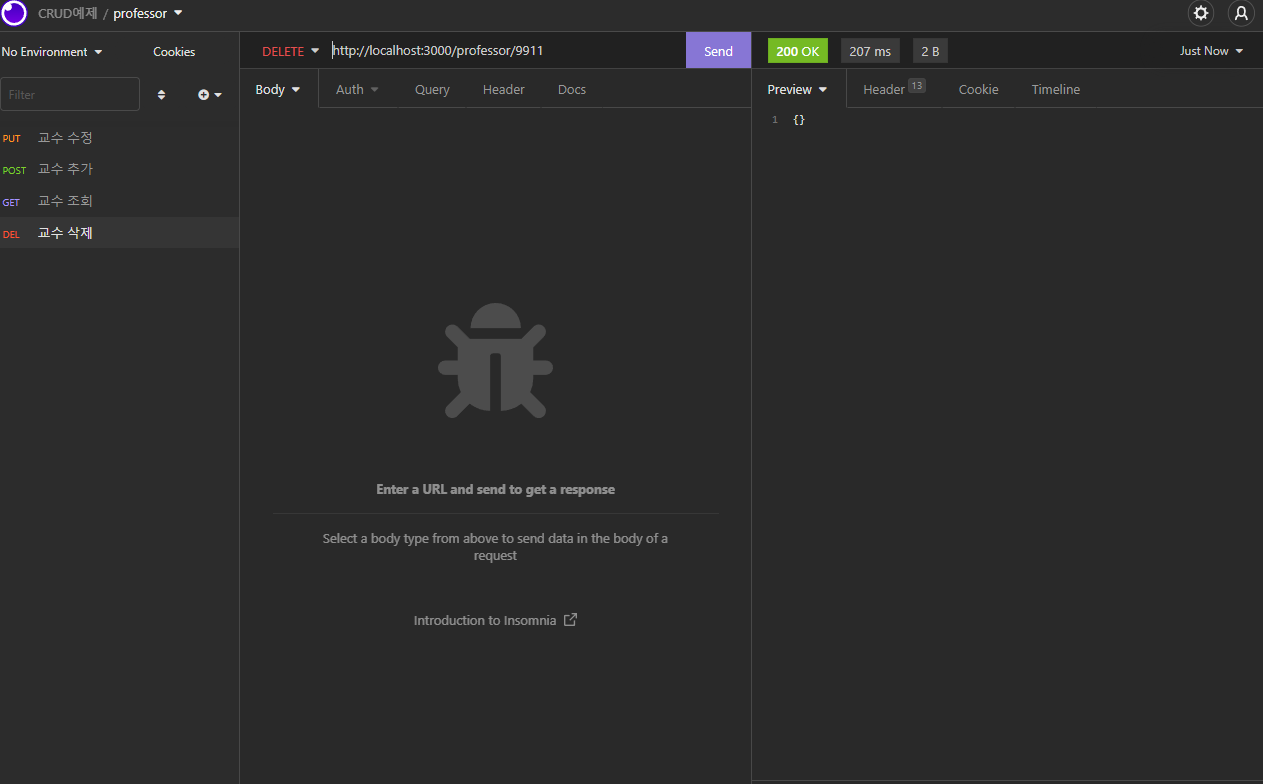 CRUD예제 / professor
No Environment
Cookies
Filter
PUT 교수 수정
POST 교수 추가
GET 교수 조회
DEL 교수 삭제
DELETE http://localhost:3000/professor/9911 Send
Body Auth Query Header Docs
Enter a URL and send to get a response
Select a body type from above to send data in the body of a
request
Introduction to Insomnia
200 OK 207 ms 2 B Just Now
Preview Header 13 Cookie Timeline
1 {}